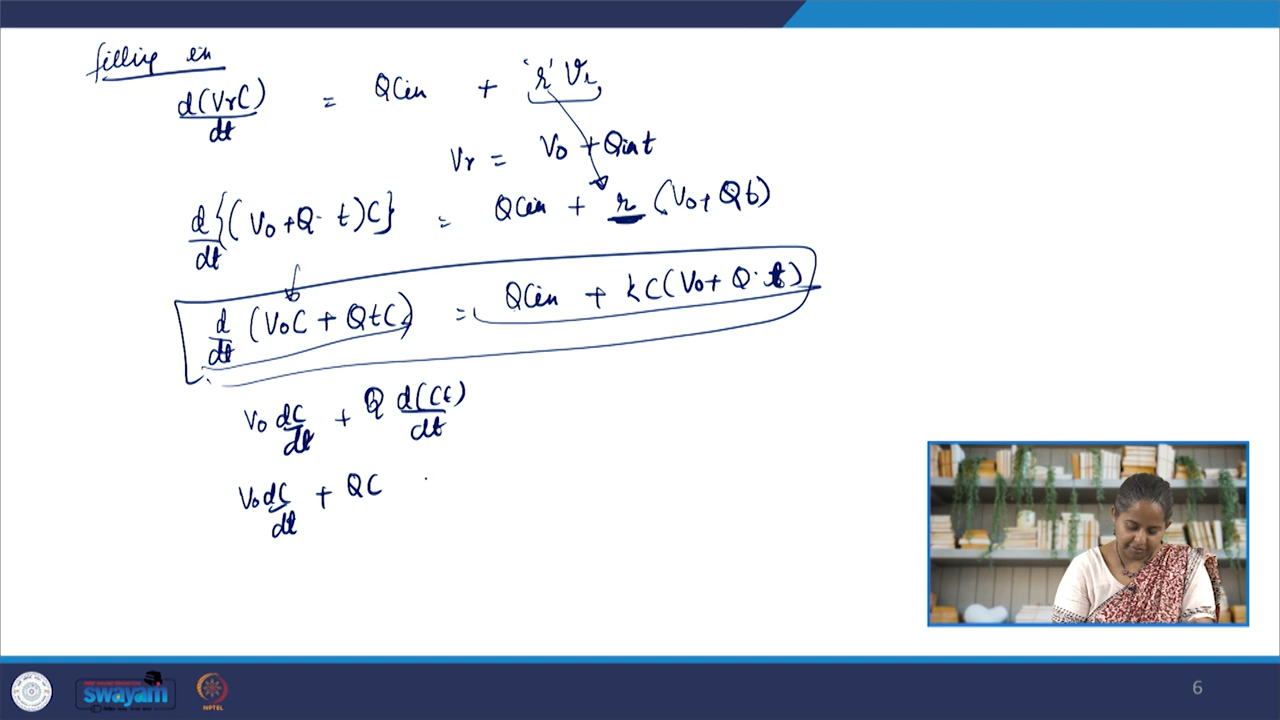 filling in
d(VrC)/dt = QCin + 'r' Vr
Vr = V0 + Qin t
d/dt {(V0 + Q· t)C} = QCin + r (V0 + Qt)
d/dt (V0C + QtC) = QCin + kC(V0 + Q· t)
V0 dC/dt + Q d(Ct)/dt
V0 dC/dt + QC
swayam
NPTEL
6